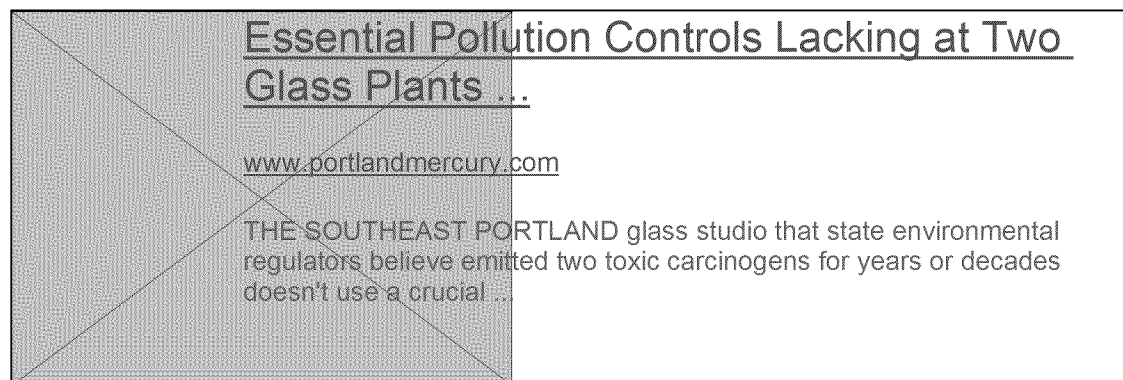 Essential Pollution Controls Lacking at Two
Glass Plants ...
www.portlandmercury.com
THE SOUTHEAST PORTLAND glass studio that state environmental
regulators believe emitted two toxic carcinogens for years or decades
doesn't use a crucial ...